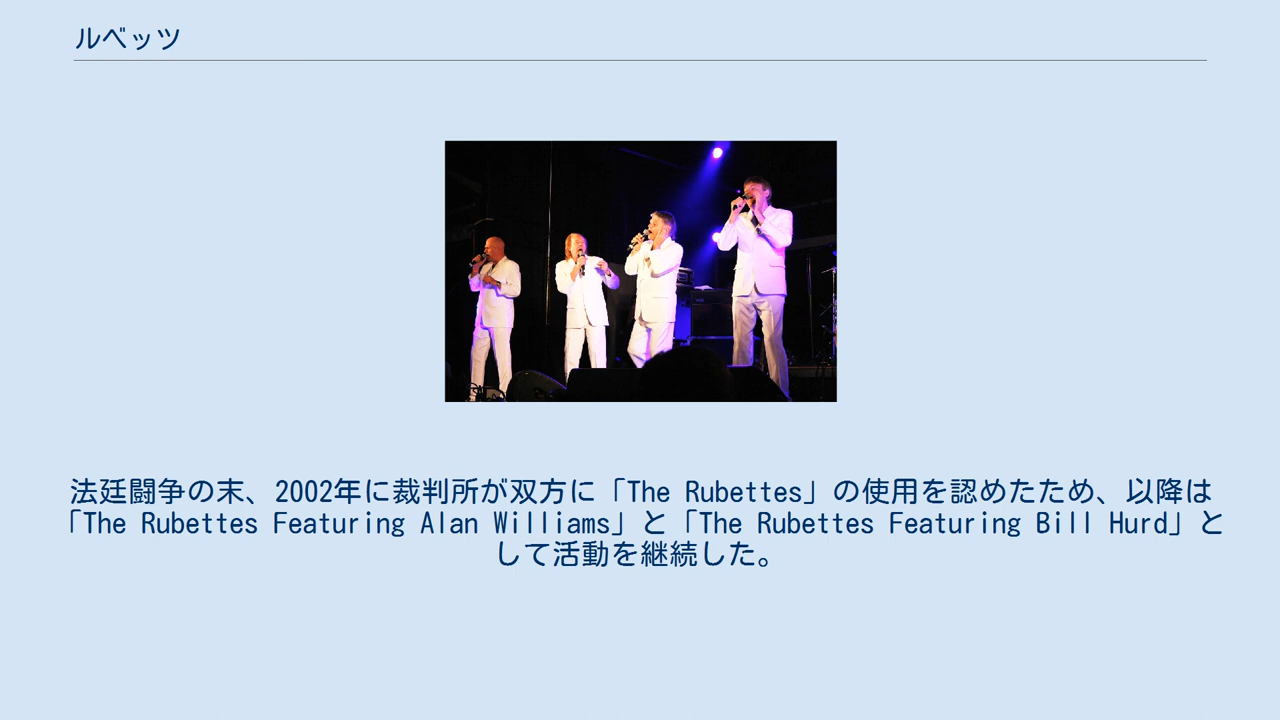 ルベッツ
法廷闘争の末、2002年に裁判所が双方に「The Rubettes」の使用を認めたため、以降は
「The Rubettes Featuring Alan Williams」と「The Rubettes Featuring Bill Hurd」と
して活動を継続した。